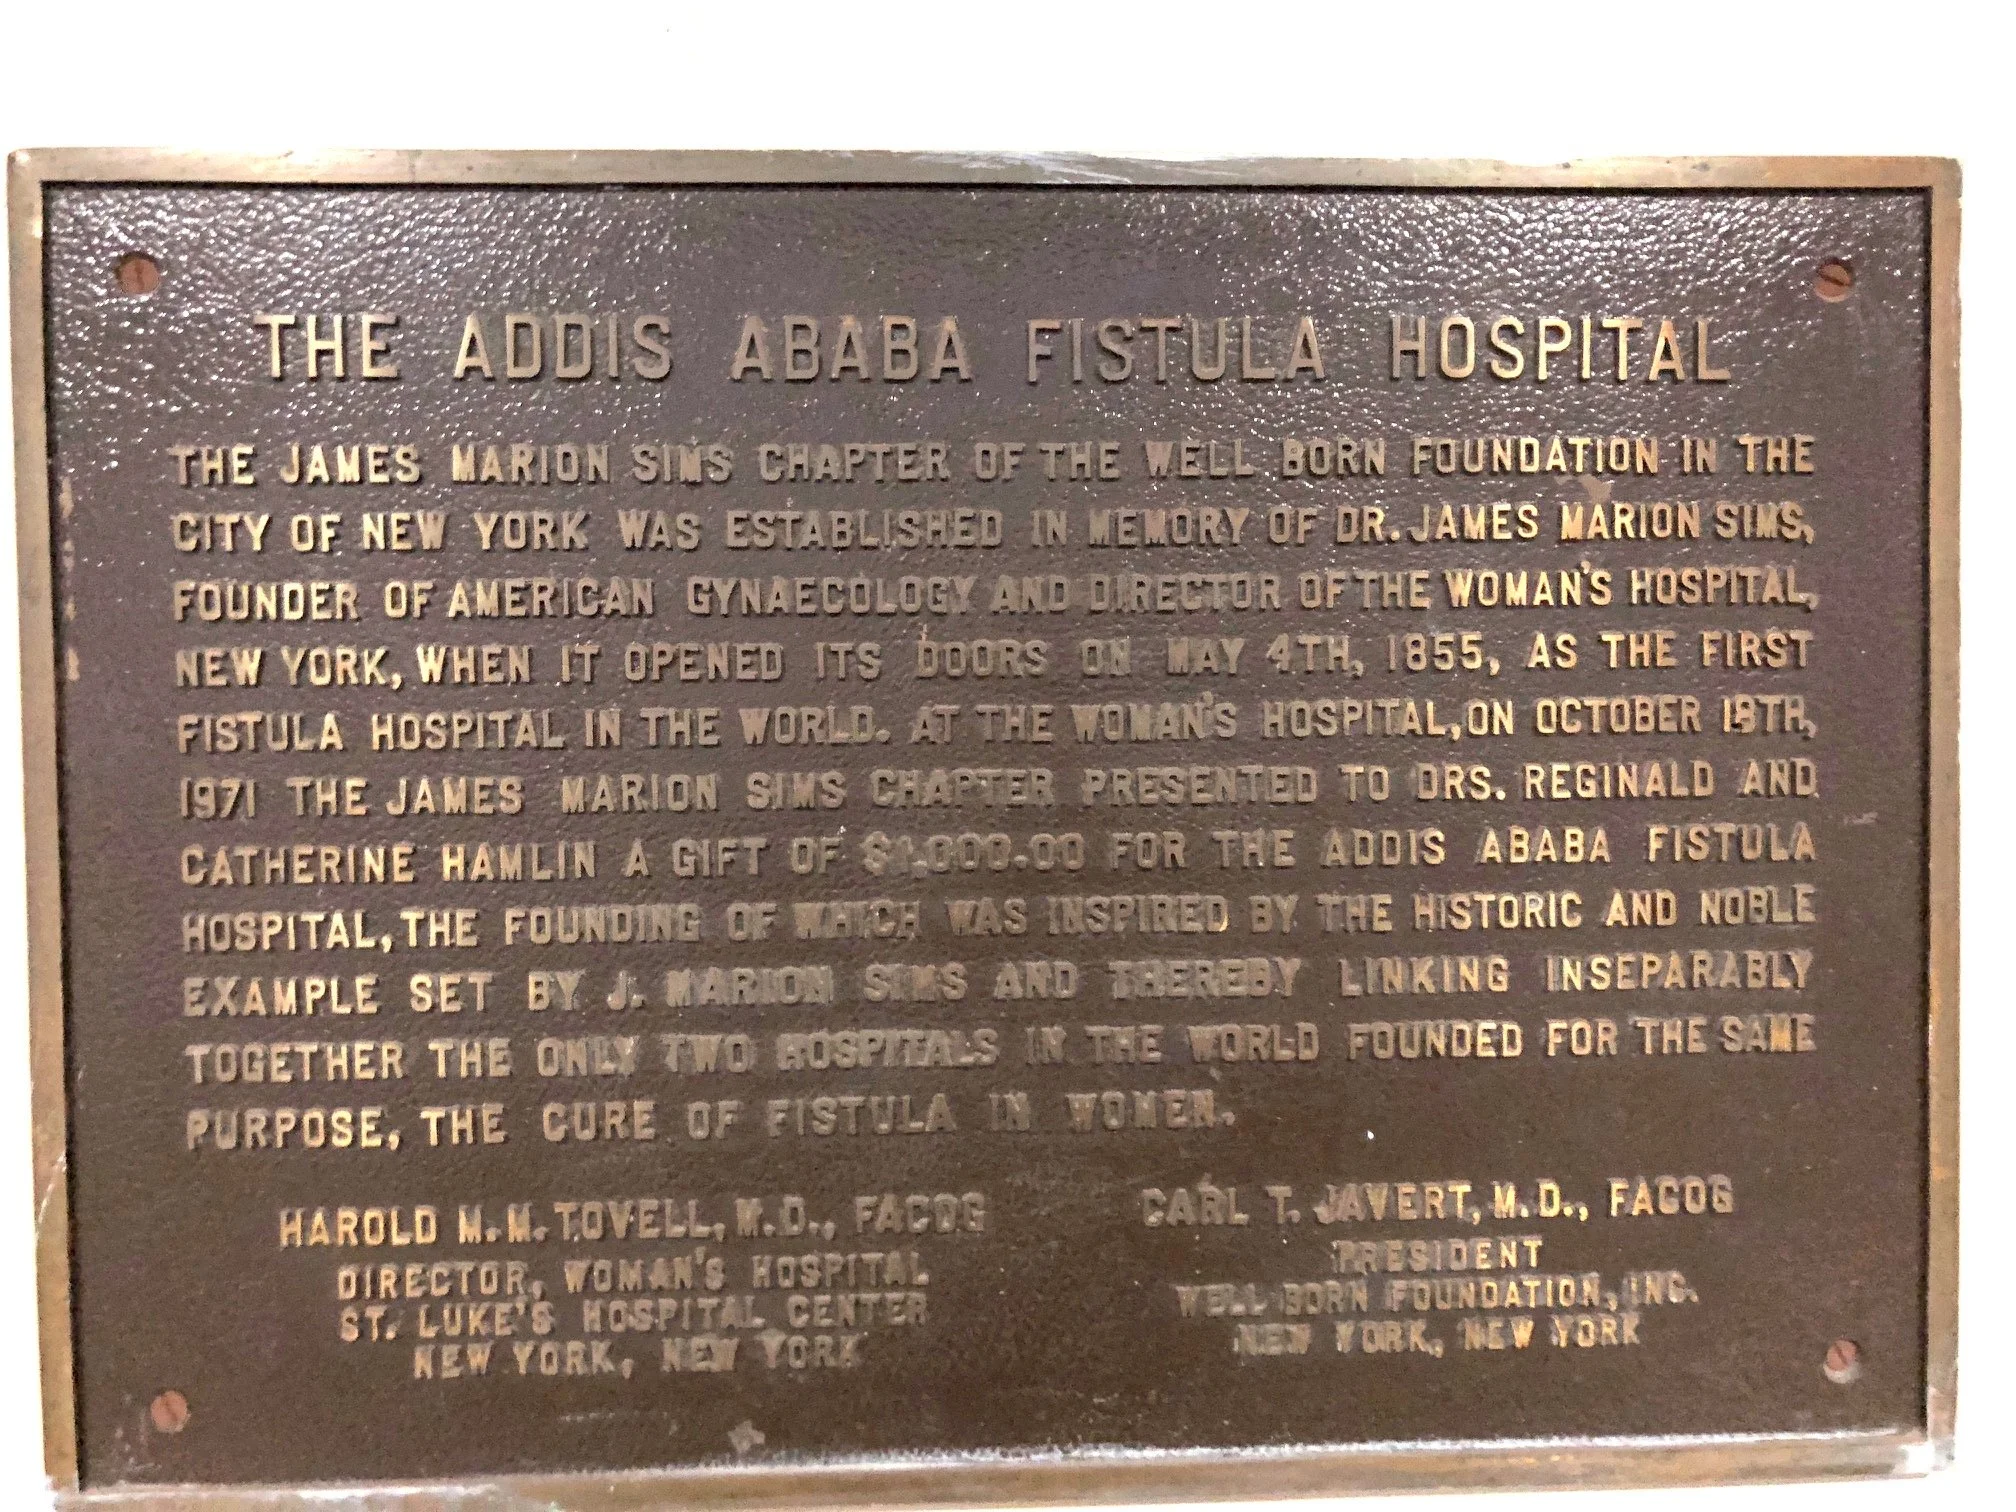 THE ADDIS ABABA FISTULA HOSPITAL
THE JAMES MARION SIMS CHAPTER OF THE WELL BORN FOUNDATION IN THE
CITY OF NEW YORK WAS ESTABLISHED IN MEMORY OF DR. JAMES MARION SIMS,
FOUNDER OF AMERICAN GYNAECOLOGY AND DIRECTOR OF THE WOMAN'S HOSPITAL,
NEW YORK, WHEN IT OPENED ITS DOORS ON MAY 4TH, 1855, AS THE FIRST
FISTULA HOSPITAL IN THE WORLD. AT THE WOMAN'S HOSPITAL, ON OCTOBER
1971 THE JAMES MARION SIMS CHAPTER PRESENTED TO DRS. REGINALD AND
CATHERINE HAMLIN A GIFT OF $1,000.00 FOR THE ADDIS ABABA FISTULA
HOSPITAL, THE FOUNDING OF WHICH WAS INSPIRED BY THE HISTORIC AND NOBLE
EXAMPLE SET BY J. MARION SIMS AND THEREBY LINKING INSEPARABLY
TOGETHER THE ONLY TWO HOSPITALS IN THE WORLD FOUNDED FOR THE SAME
PURPOSE, THE CURE OF FISTULA IN WOMEN.
HAROLD M.M. TOVELL, M.D., FACOG
DIRECTOR, WOMAN'S HOSPITAL
ST. LUKE'S HOSPITAL CENTER
NEW YORK, NEW YORK
CARL T. JAVERT, M.D., FACOG
PRESIDENT
WELL BORN FOUNDATION, INC.
NEW YORK, NEW YORK